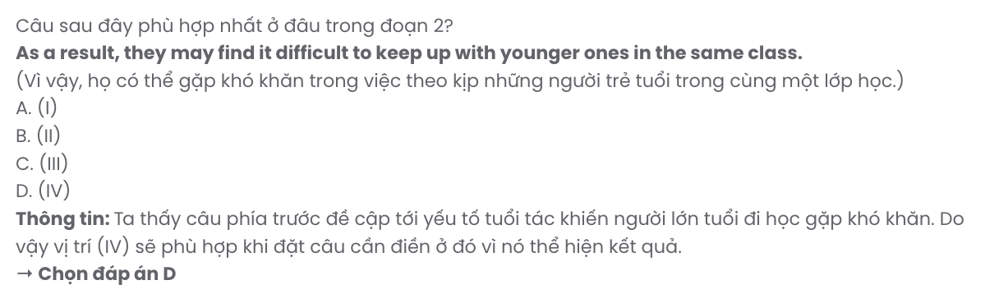 Câu sau đây phù hợp nhất ở đâu trong đoạn 2?
As a result, they may find it difficult to keep up with younger ones in the same class.
(Vì vậy, họ có thể gặp khó khăn trong việc theo kịp những người trẻ tuổi trong cùng một lớp học.)
A. (I)
B. (II)
C. (III)
D. (IV)
Thông tin: Ta thấy câu phía trước đề cập tới yếu tố tuổi tác khiến người lớn tuổi đi học gặp khó khăn. Do
vậy vị trí (IV) sẽ phù hợp khi đặt câu cần điền ở đó vì nó thể hiện kết quả.
→ Chọn đáp án D